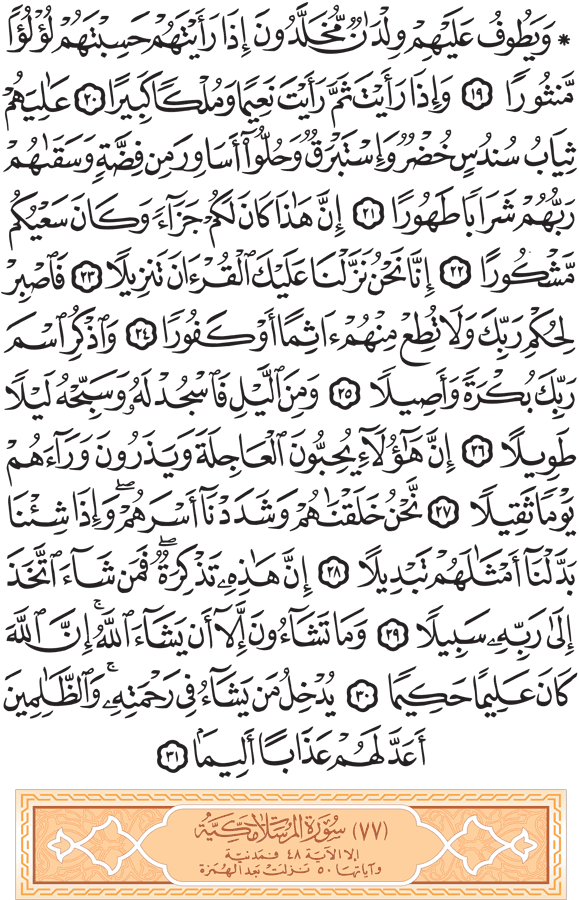 * وَيَطُوفُ عَلَيْهِمْ وِلْدَٰنٌ مُّخَلَّدُونَ إِذَا رَأَيْتَهُمْ حَسِبْتَهُمْ لُؤْلُؤًا
مَّنثُورًا ١٩ وَإِذَا رَأَيْتَ ثَمَّ رَأَيْتَ نَعِيمًا وَمُلْكًا كَبِيرًا ٢٠ عَٰلِيَهُمْ
ثِيَابُ سُندُسٍ خُضْرٌ وَإِسْتَبْرَقٌ وَحُلُّوٓا۟ أَسَاوِرَ مِن فِضَّةٍ وَسَقَىٰهُمْ
رَبُّهُمْ شَرَابًا طَهُورًا ٢١ إِنَّ هَٰذَا كَانَ لَكُمْ جَزَآءً وَكَانَ سَعْيُكُم
مَّشْكُورًا ٢٢ إِنَّا نَحْنُ نَزَّلْنَا عَلَيْكَ ٱلْقُرْءَانَ تَنزِيلًا ٢٣ فَٱصْبِرْ
لِحُكْمِ رَبِّكَ وَلَا تُطِعْ مِنْهُمْ ءَاثِمًا أَوْ كَفُورًا ٢٤ وَٱذْكُرِ ٱسْمَ
رَبِّكَ بُكْرَةً وَأَصِيلًا ٢٥ وَمِنَ ٱلَّيْلِ فَٱسْجُدْ لَهُۥ وَسَبِّحْهُ لَيْلًا
طَوِيلًا ٢٦ إِنَّ هَٰٓؤُلَآءِ يُحِبُّونَ ٱلْعَاجِلَةَ وَيَذَرُونَ وَرَآءَهُمْ
يَوْمًا ثَقِيلًا ٢٧ نَّحْنُ خَلَقْنَٰهُمْ وَشَدَدْنَآ أَسْرَهُمْ ۖ وَإِذَا شِئْنَا
بَدَّلْنَآ أَمْثَٰلَهُمْ تَبْدِيلًا ٢٨ إِنَّ هَٰذِهِۦ تَذْكِرَةٌ ۖ فَمَن شَآءَ ٱتَّخَذَ
إِلَىٰ رَبِّهِۦ سَبِيلًا ٢٩ وَمَا تَشَآءُونَ إِلَّآ أَن يَشَآءَ ٱللَّهُ ۚ إِنَّ ٱللَّهَ
كَانَ عَلِيمًا حَكِيمًا ٣٠ يُدْخِلُ مَن يَشَآءُ فِى رَحْمَتِهِۦ ۚ وَٱلظَّٰلِمِينَ
أَعَدَّ لَهُمْ عَذَابًا أَلِيمًۢا ٣١
(٧٧) سُورَةُ المُرْسَلَاتِ مَكِّيَّةٌ
الا الآية ٤٨ فمدنية
وآياتها ٥٠ نزلت بعد الهمزة